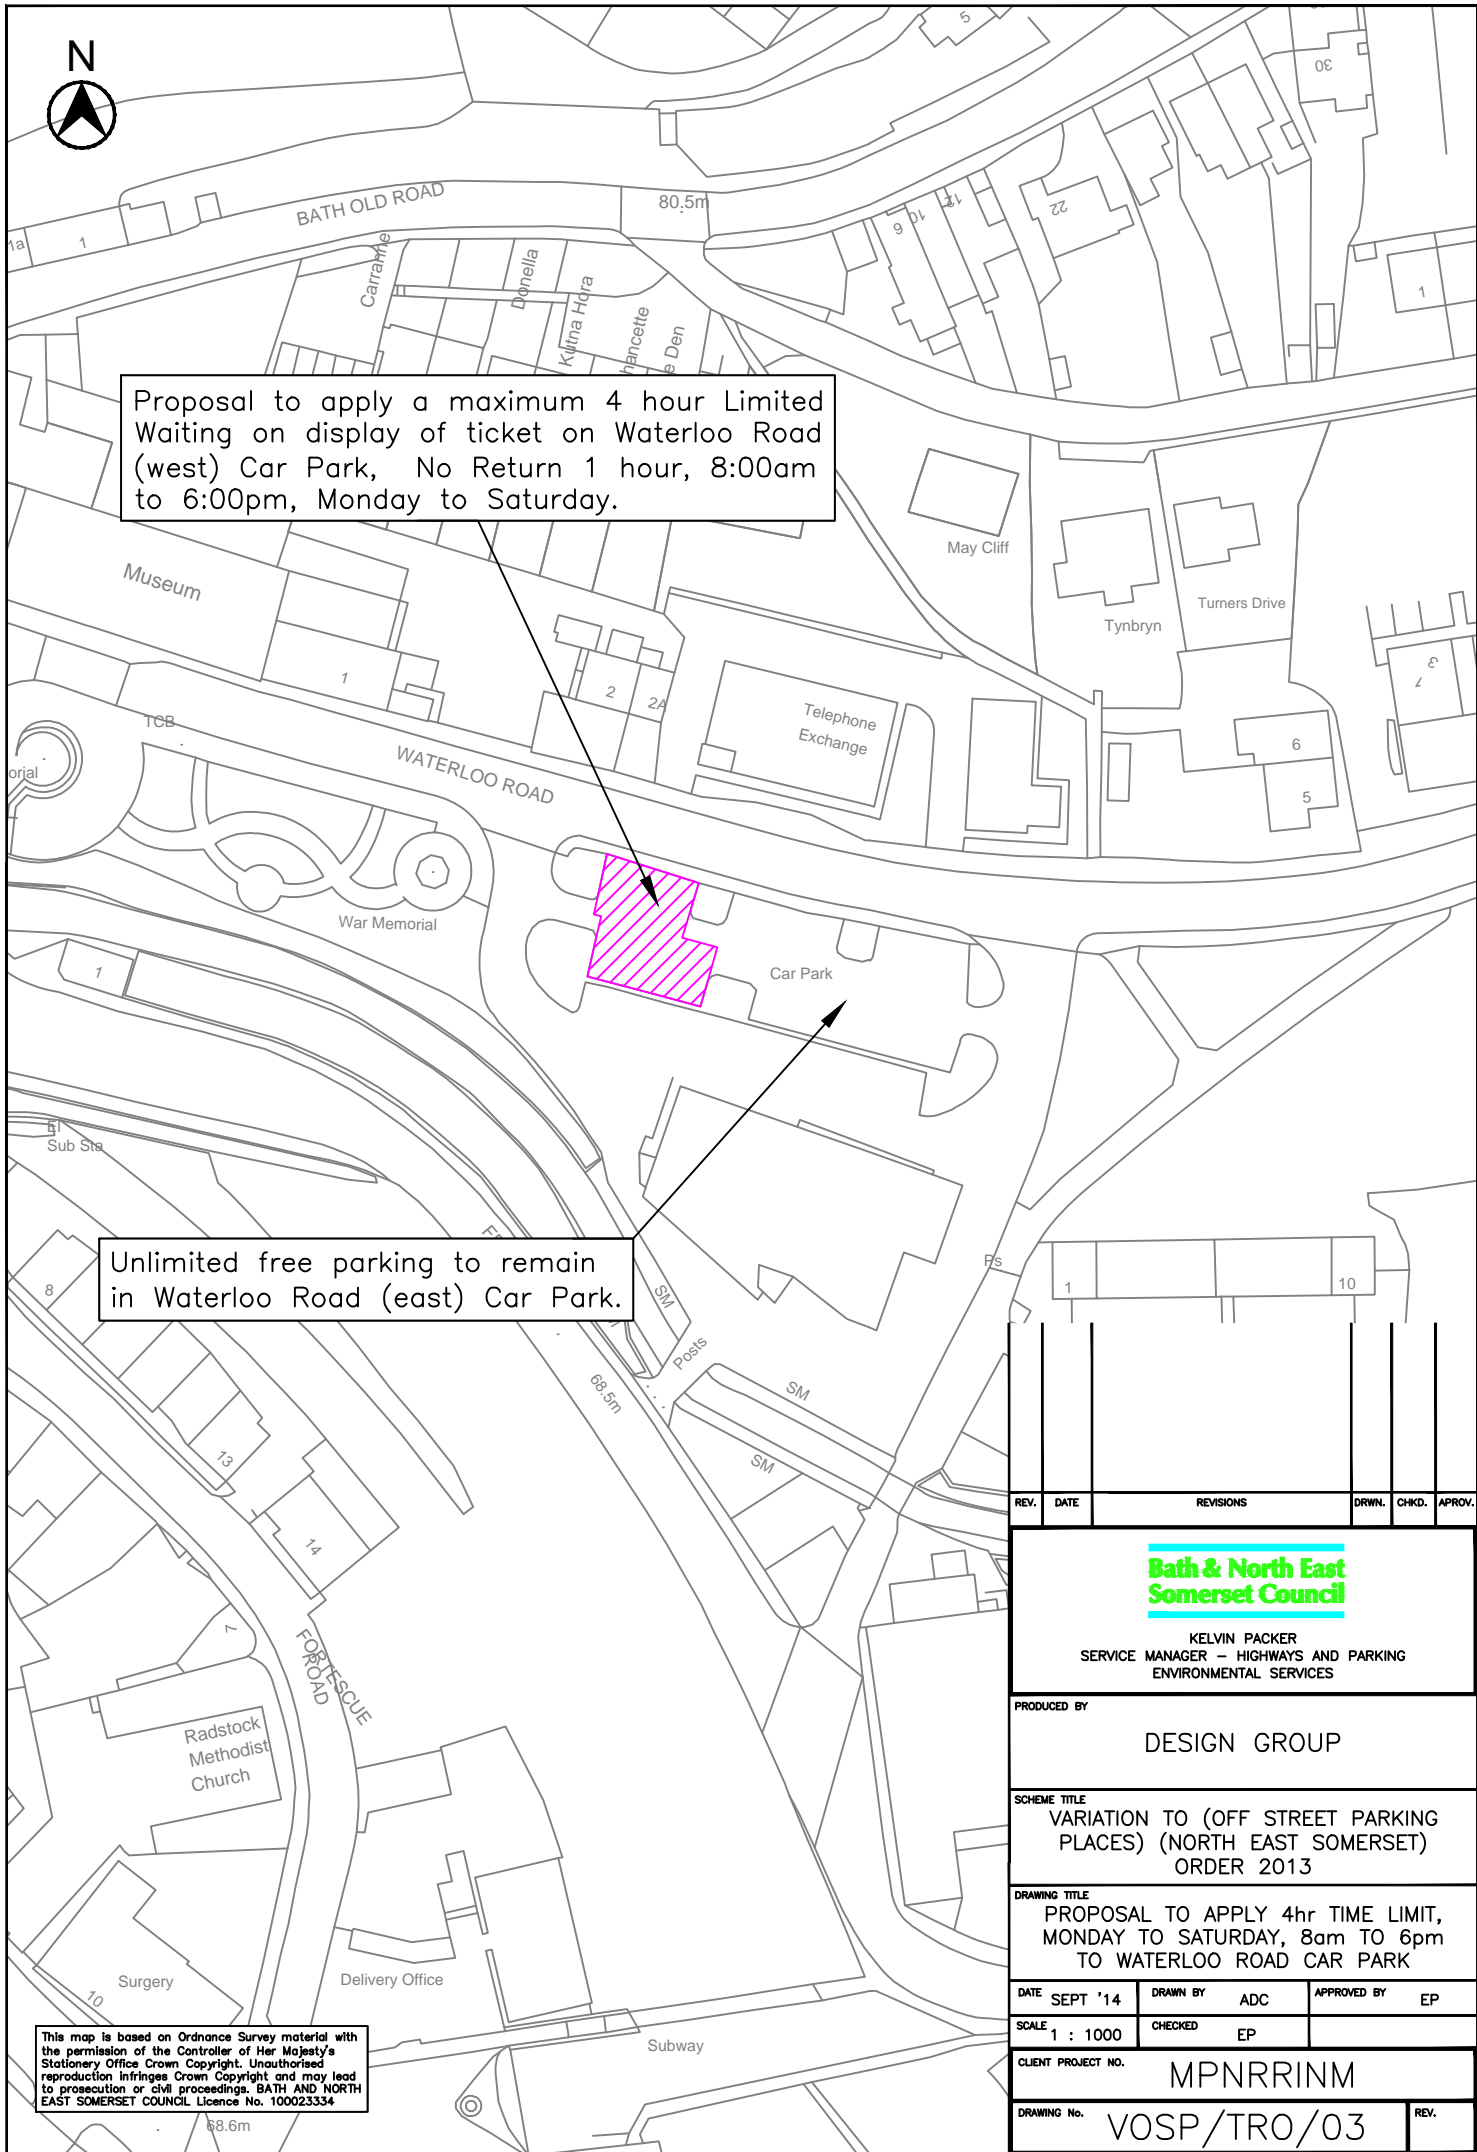 N
5
30
BATH OLD ROAD
80.5m
1a
1
Carranne
Donella
Kutna Hora
hancette
e Den
6
10
12
22
1
Proposal to apply a maximum 4 hour Limited
Waiting on display of ticket on Waterloo Road
(west) Car Park, No Return 1 hour, 8:00am
to 6:00pm, Monday to Saturday.
May Cliff
Tynbryn
Turners Drive
Museum
1
2
2A
Telephone
Exchange
3
6
5
TCB
orial
WATERLOO ROAD
War Memorial
1
Car Park
El
Sub Sta
Unlimited free parking to remain
in Waterloo Road (east) Car Park.
8
SM
Posts
Ps
1
10
68.5m
SM
SM
13
14
7
FORTESCUE
ROAD
Radstock
Methodist
Church
Surgery
10
Delivery Office
Subway
68.6m
This map is based on Ordnance Survey material with
the permission of the Controller of Her Majesty's
Stationery Office Crown Copyright. Unauthorised
reproduction infringes Crown Copyright and may lead
to prosecution or civil proceedings. BATH AND NORTH
EAST SOMERSET COUNCIL Licence No. 100023334
REV. DATE REVISIONS DRWN. CHKD. APROV.
Bath & North East
Somerset Council
KELVIN PACKER
SERVICE MANAGER – HIGHWAYS AND PARKING
ENVIRONMENTAL SERVICES
PRODUCED BY
DESIGN GROUP
SCHEME TITLE
VARIATION TO (OFF STREET PARKING
PLACES) (NORTH EAST SOMERSET)
ORDER 2013
DRAWING TITLE
PROPOSAL TO APPLY 4hr TIME LIMIT,
MONDAY TO SATURDAY, 8am TO 6pm
TO WATERLOO ROAD CAR PARK
DATE SEPT '14 DRAWN BY ADC APPROVED BY EP
SCALE 1 : 1000 CHECKED EP
CLIENT PROJECT NO. MPNRRINM
DRAWING No. VOSP/TRO/03 REV.